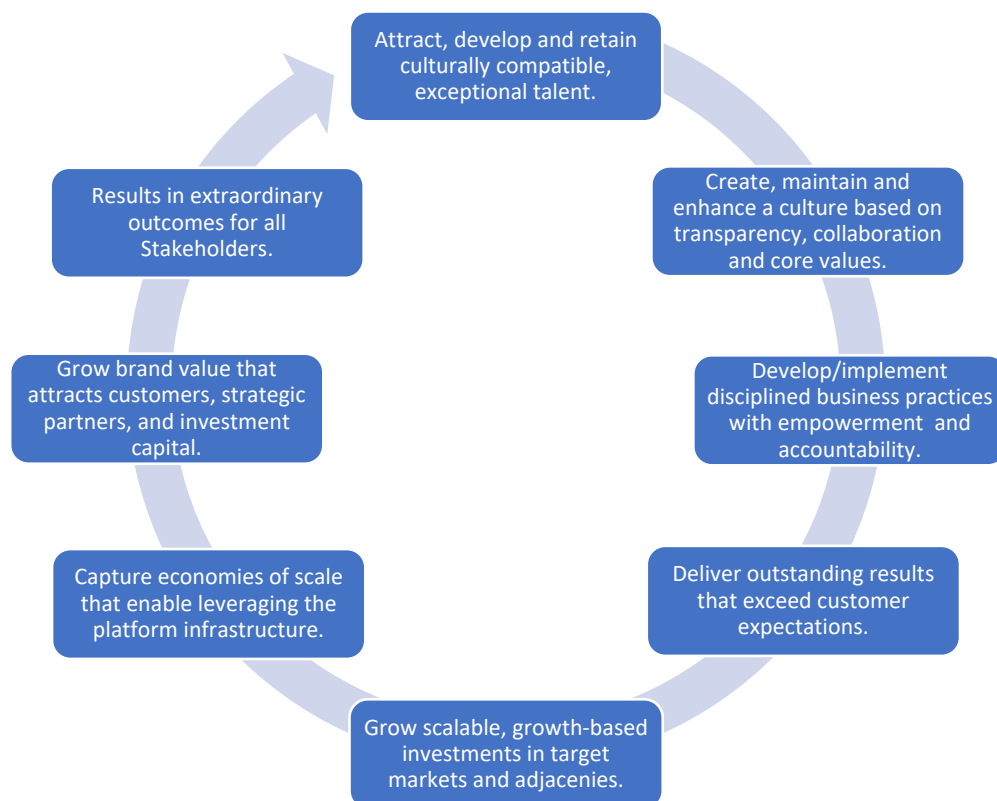 Attract, develop and retain
culturally compatible,
exceptional talent.
Create, maintain and
enhance a culture based on
transparency, collaboration
and core values.
Develop/implement
disciplined business practices
with empowerment  and
accountability.
Deliver outstanding results
that exceed customer
expectations.
Grow scalable, growth-based
investments in target
markets and adjacenies.
Capture economies of scale
that enable leveraging the
platform infrastructure.
Grow brand value that
attracts customers, strategic
partners, and investment
capital.
Results in extraordinary
outcomes for all
Stakeholders.